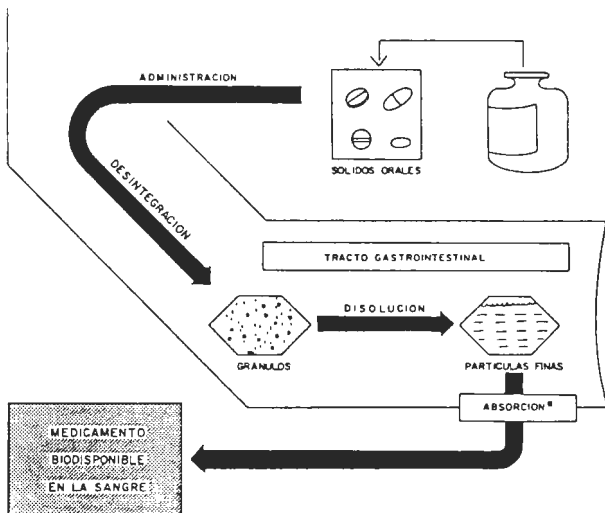 ADMINISTRACION
SOLIDOS ORALES
DESINTEGRACION
TRACTO GASTROINTESTINAL
DISOLUCION
GRANULOS
PARTICULAS FINAS
ABSORCION*
MEDICAMENTO
BIODISPONIBLE
EN LA SANGRE